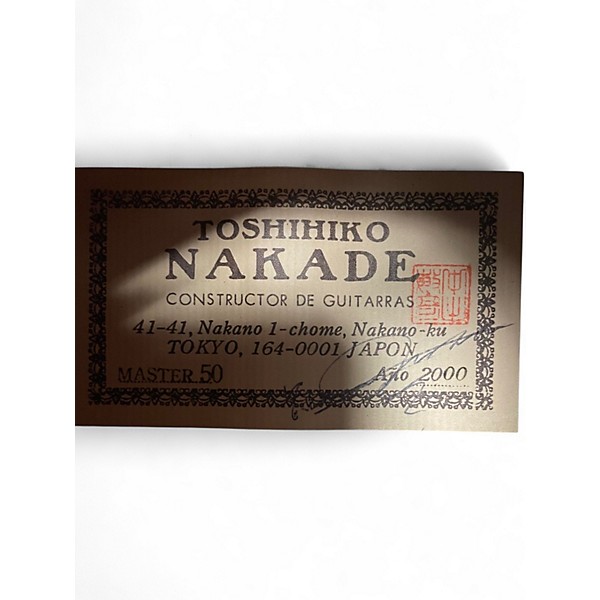 TOSHIHIKO
NAKADE
CONSTRUCTOR DE GUITARRAS
41-41, Nakano 1-chome, Nakano-ku
TOKYO, 164-0001 JAPON
MASTER 50 Año 2000